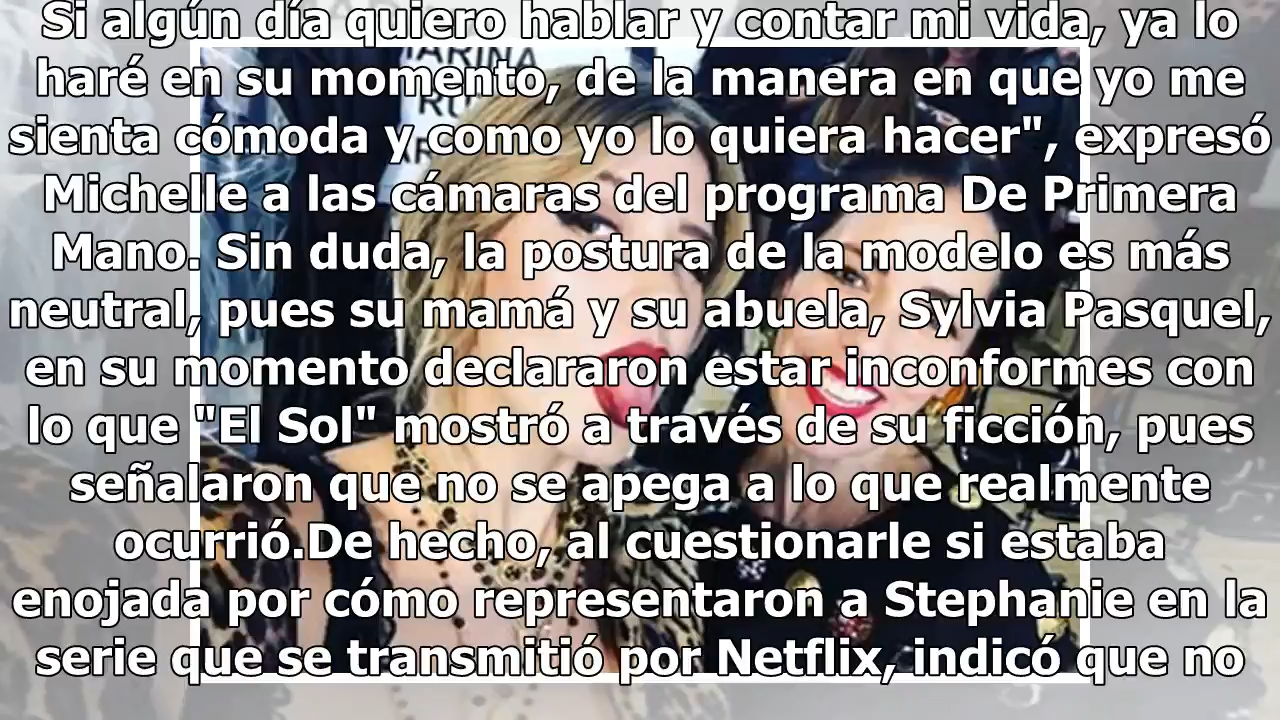 Si algún día quiero hablar y contar mi vida, ya lo
haré en su momento, de la manera en que yo me
sienta cómoda y como yo lo quiera hacer", expresó
Michelle a las cámaras del programa De Primera
Mano. Sin duda, la postura de la modelo es más
neutral, pues su mamá y su abuela, Sylvia Pasquel,
en su momento declararon estar inconformes con
lo que "El Sol" mostró a través de su ficción, pues
señalaron que no se apega a lo que realmente
ocurrió.De hecho, al cuestionarle si estaba
enojada por cómo representaron a Stephanie en la
serie que se transmitió por Netflix, indicó que no